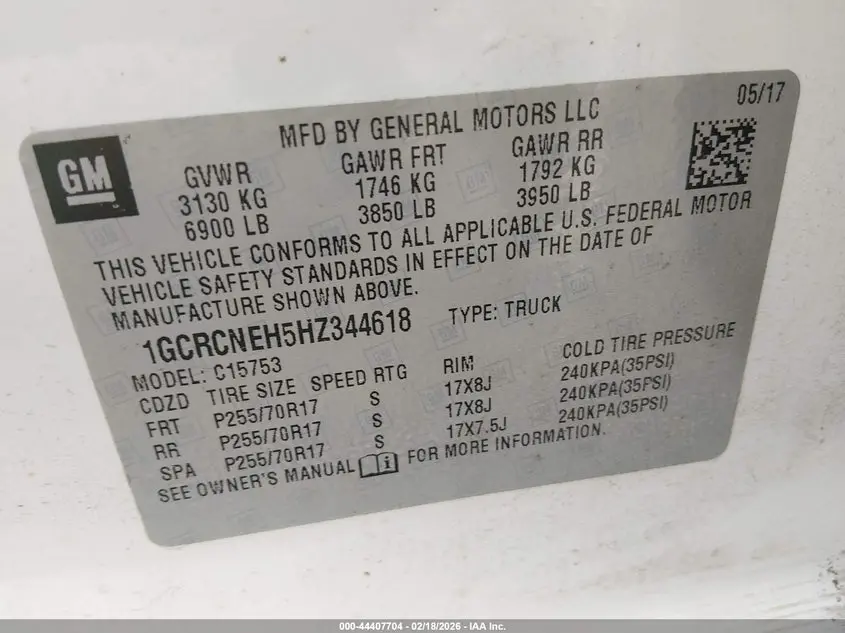 05/17
MFD BY GENERAL MOTORS LLC
GM
GVWR GAWR FRT GAWR RR
3130 KG 1746 KG 1792 KG
6900 LB 3850 LB 3950 LB
THIS VEHICLE CONFORMS TO ALL APPLICABLE U.S. FEDERAL MOTOR
VEHICLE SAFETY STANDARDS IN EFFECT ON THE DATE OF
MANUFACTURE SHOWN ABOVE.
1GCRCNEH5HZ344618 TYPE: TRUCK
MODEL: C15753
CDZD TIRE SIZE SPEED RTG RIM COLD TIRE PRESSURE
FRT P255/70R17 S 17X8J 240KPA(35PSI)
RR P255/70R17 S 17X8J 240KPA(35PSI)
SPA P255/70R17 S 17X7.5J 240KPA(35PSI)
SEE OWNER'S MANUAL FOR MORE INFORMATION.
000-44407704 - 02/18/2026 - IAA Inc.